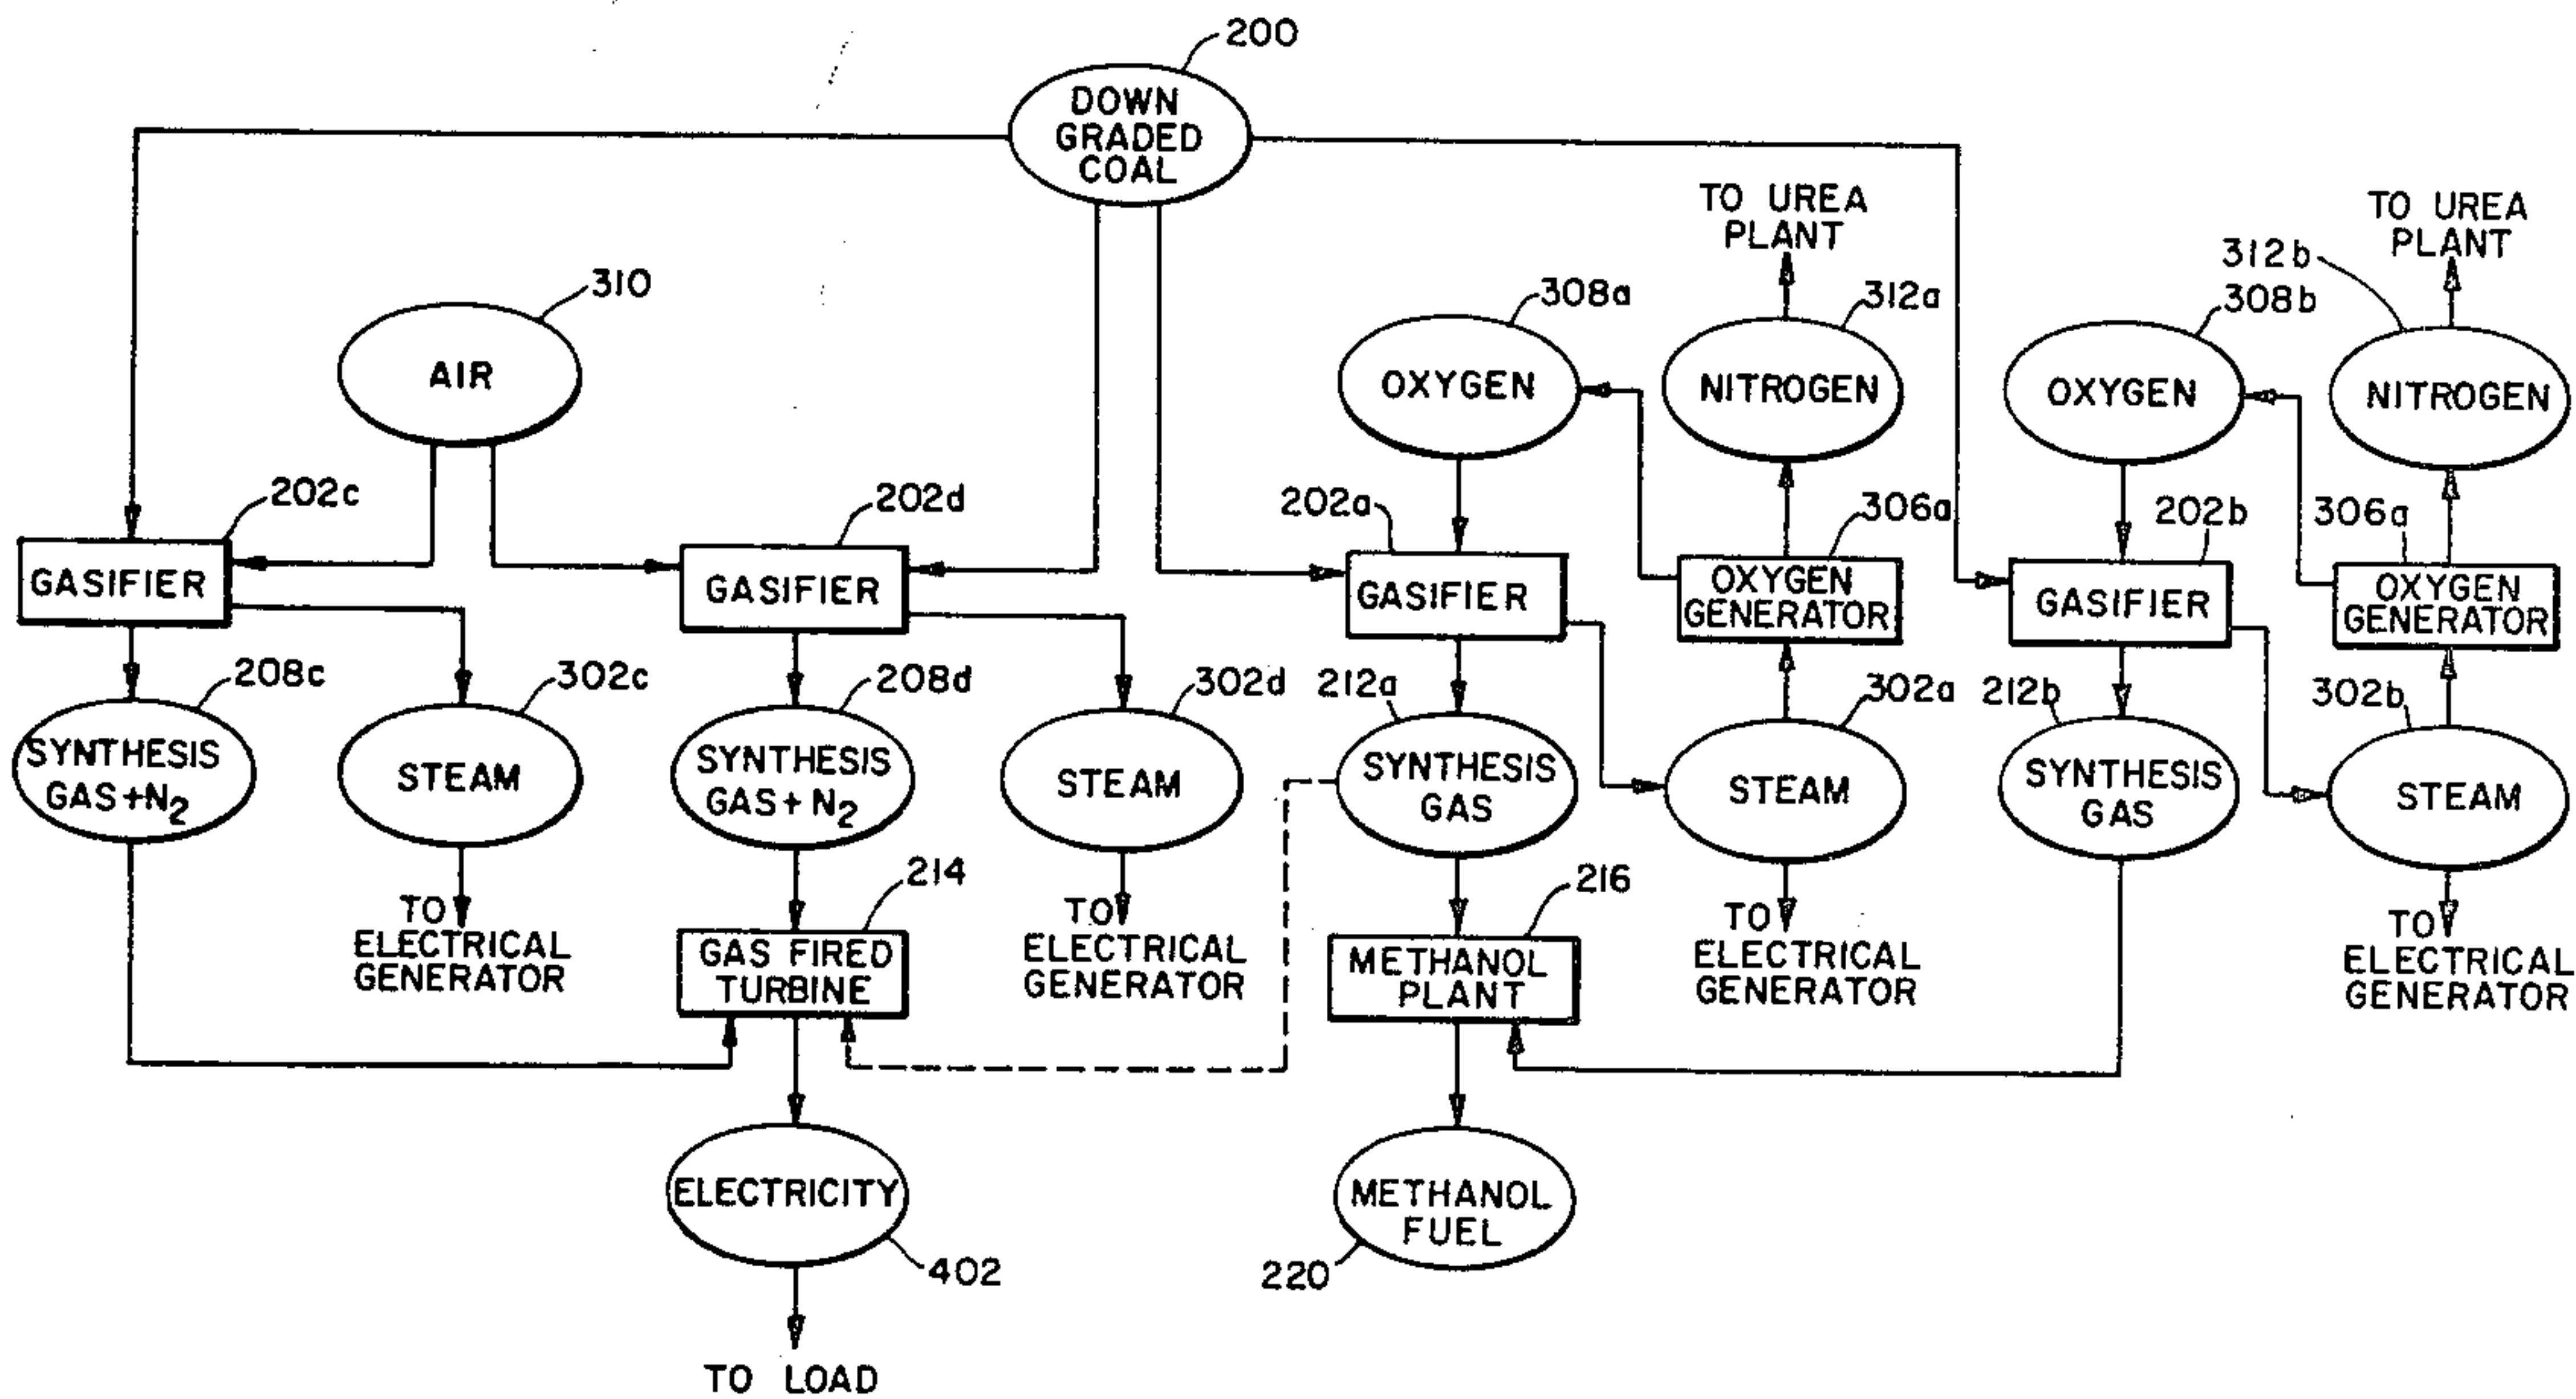 200
DOWN
GRADED
COAL
TO UREA
PLANT
TO UREA
PLANT
310
308a
312a
312b
308b
AIR
OXYGEN
NITROGEN
OXYGEN
NITROGEN
202c
202d
202a
306a
202b
306a
GASIFIER
GASIFIER
GASIFIER
OXYGEN
GENERATOR
GASIFIER
OXYGEN
GENERATOR
208c
302c
208d
302d
212a
302a
212b
302b
SYNTHESIS
GAS+N2
STEAM
SYNTHESIS
GAS+N2
STEAM
SYNTHESIS
GAS
STEAM
SYNTHESIS
GAS
STEAM
TO
ELECTRICAL
GENERATOR
214
GAS FIRED
TURBINE
TO
ELECTRICAL
GENERATOR
216
METHANOL
PLANT
TO
ELECTRICAL
GENERATOR
TO
ELECTRICAL
GENERATOR
ELECTRICITY
402
METHANOL
FUEL
220
TO LOAD